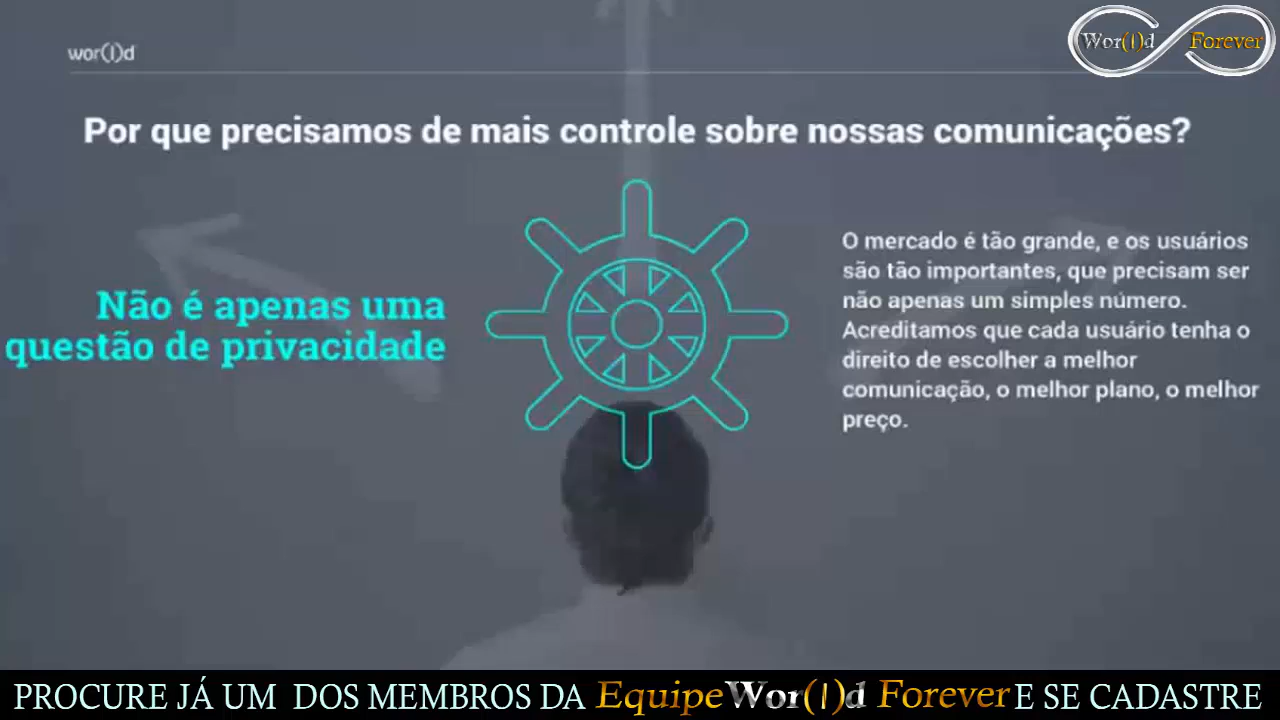 wor(l)d
Wor(l)d Forever
Por que precisamos de mais controle sobre nossas comunicações?
Não é apenas uma
questão de privacidade
O mercado é tão grande, e os usuários
são tão importantes, que precisam ser
não apenas um simples número.
Acreditamos que cada usuário tenha o
direito de escolher a melhor
comunicação, o melhor plano, o melhor
preço.
PROCURE JÁ UM DOS MEMBROS DA EquipeWor(l)d Forever E SE CADASTRE